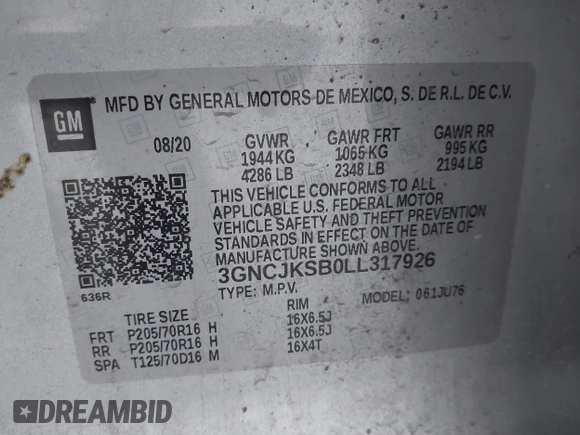 GM
MFD BY GENERAL MOTORS DE MEXICO, S. DE R.L. DE C.V.
08/20 GVWR GAWR FRT GAWR RR
1944 KG 1065 KG 995 KG
4286 LB 2348 LB 2194 LB
THIS VEHICLE CONFORMS TO ALL
APPLICABLE U.S. FEDERAL MOTOR
VEHICLE SAFETY AND THEFT PREVENTION
STANDARDS IN EFFECT ON THE DATE OF
MANUFACTURE SHOWN ABOVE.
3GNCJKSB0LL317926
636R TYPE: M.P.V. MODEL: 061JU76
TIRE SIZE RIM
FRT P205/70R16 H 16X6.5J
RR P205/70R16 H 16X6.5J
SPA T125/70D16 M 16X4T
DREAMBID